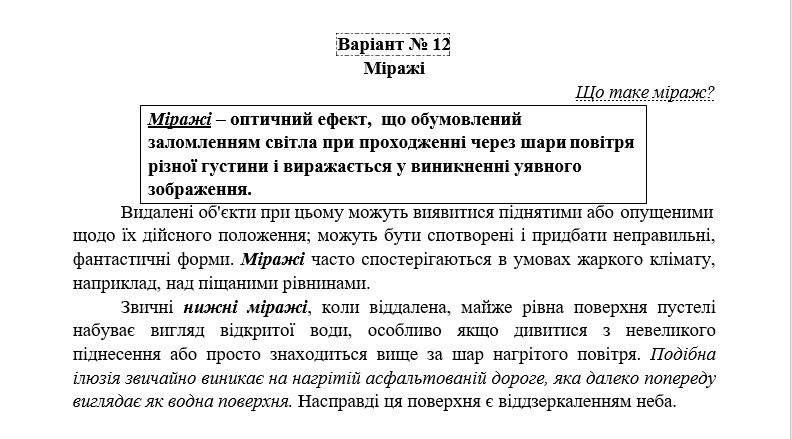 Варіант № 12
Міражі
Що таке міраж?
Міражі – оптичний ефект, що обумовлений
заломленням світла при проходженні через шари повітря
різної густини і виражається у виникненні уявного
зображення.
Видалені об'єкти при цьому можуть виявитися піднятими або опущеними
щодо їх дійсного положення; можуть бути спотворені і придбати неправильні,
фантастичні форми. Міражі часто спостерігаються в умовах жаркого клімату,
наприклад, над піщаними рівнинами.
Звичні нижні міражі, коли віддалена, майже рівна поверхня пустелі
набуває вигляд відкритої води, особливо якщо дивитися з невеликого
піднесення або просто знаходиться вище за шар нагрітого повітря. Подібна
ілюзія звичайно виникає на нагрітій асфальтованій дороге, яка далеко попереду
виглядає як водна поверхня. Насправді ця поверхня є віддзеркаленням неба.